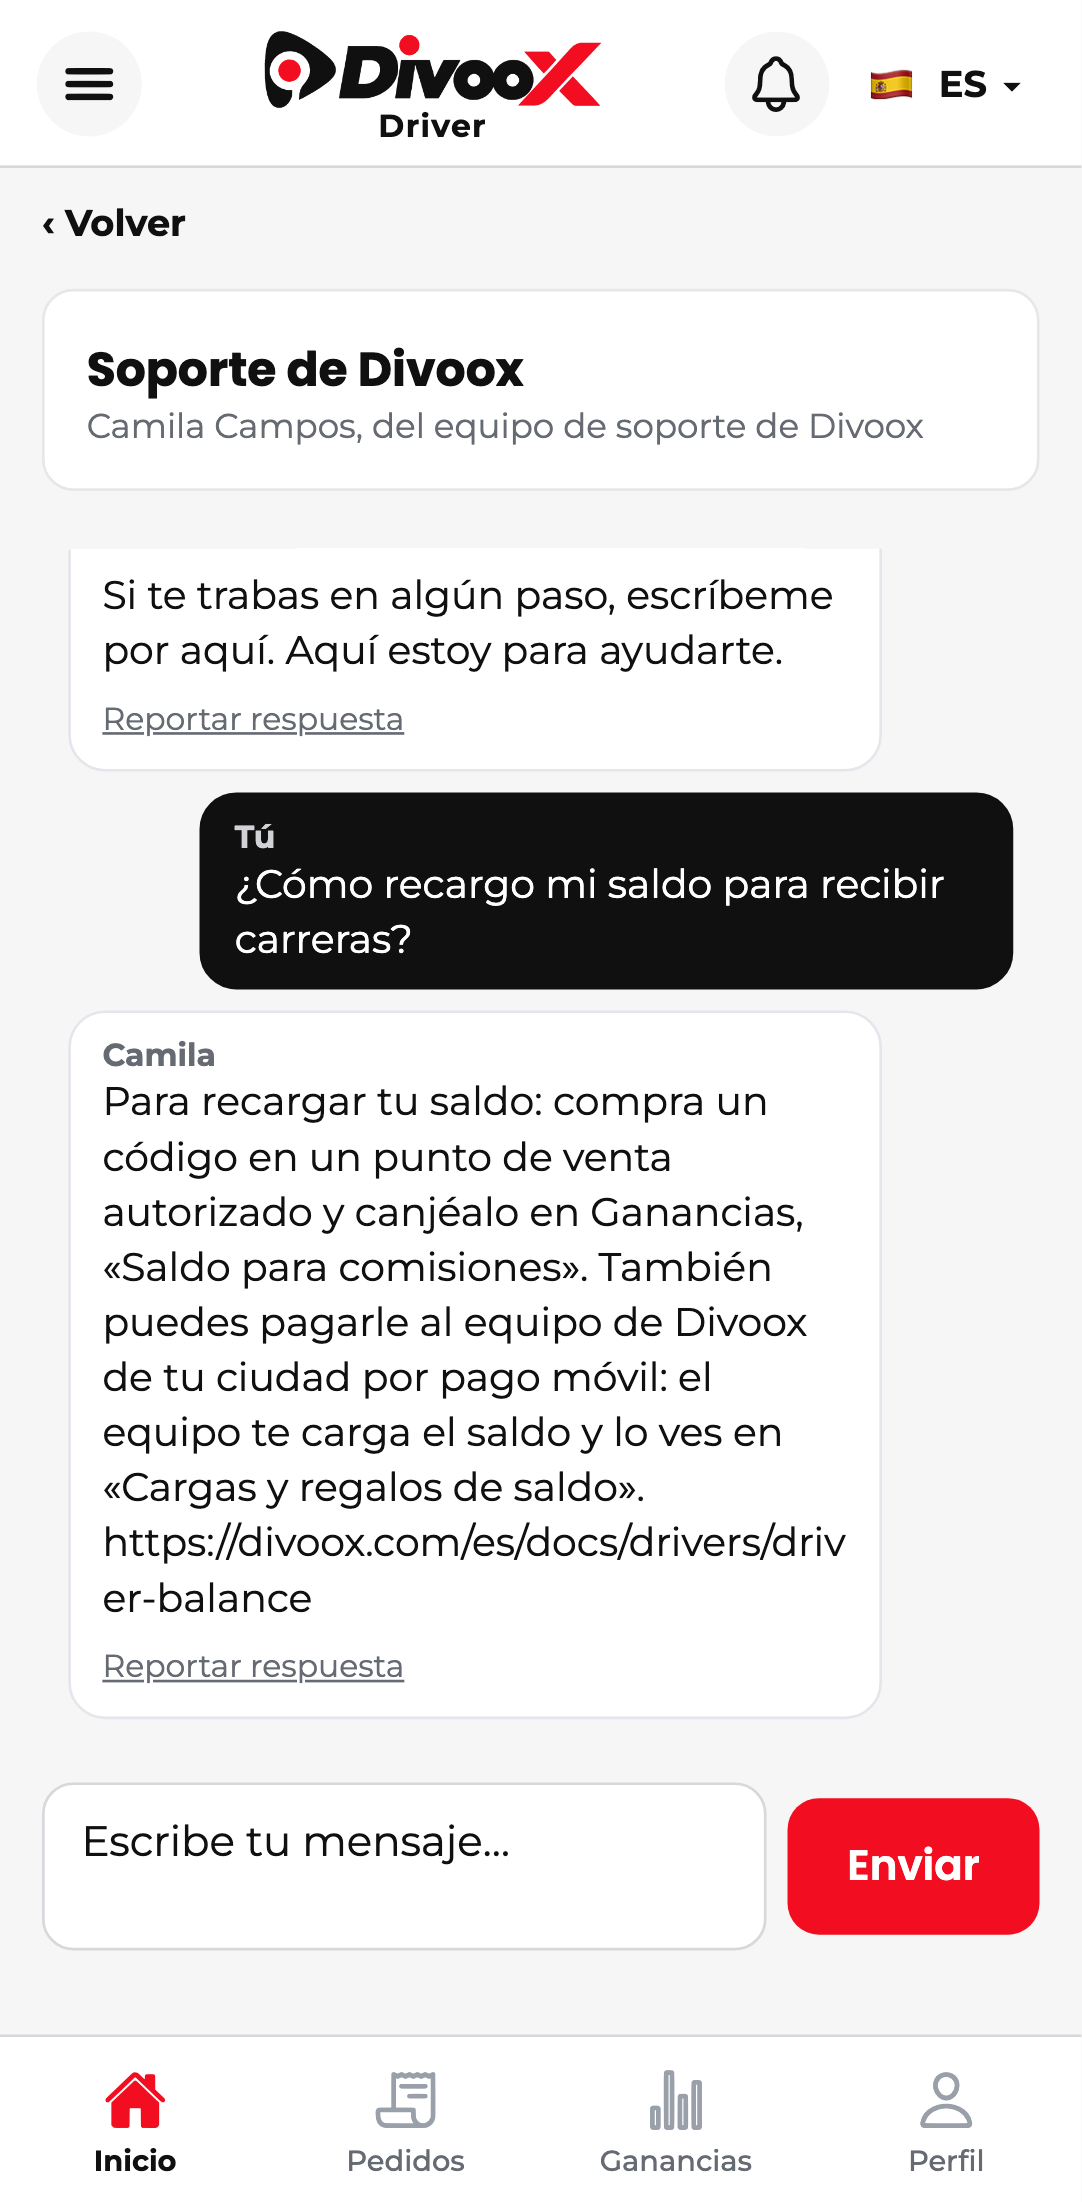 DivooX
Driver
ES
‹ Volver
Soporte de Divoox
Camila Campos, del equipo de soporte de Divoox
Si te trabas en algún paso, escríbeme
por aquí. Aquí estoy para ayudarte.
Reportar respuesta
Tú
¿Cómo recargo mi saldo para recibir
carreras?
Camila
Para recargar tu saldo: compra un
código en un punto de venta
autorizado y canjéalo en Ganancias,
«Saldo para comisiones». También
puedes pagarle al equipo de Divoox
de tu ciudad por pago móvil: el
equipo te carga el saldo y lo ves en
«Cargas y regalos de saldo».
https://divoox.com/es/docs/drivers/driv
er-balance
Reportar respuesta
Escribe tu mensaje...
Enviar
Inicio
Pedidos
Ganancias
Perfil